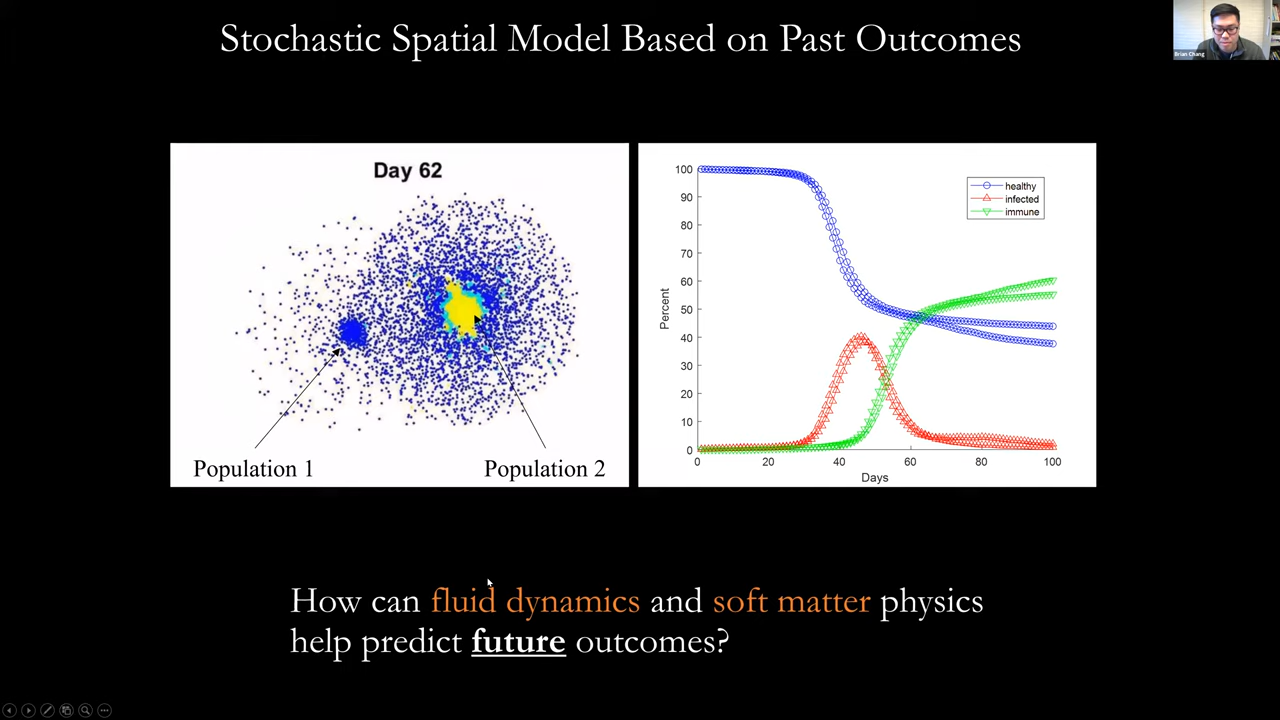 Stochastic Spatial Model Based on Past Outcomes
Brian Chang
Day 62
Population 1
Population 2
100
90
80
70
60
50
40
30
20
10
0
Percent
0 20 40 60 80 100
Days
healthy
infected
immune
How can fluid dynamics and soft matter physics
help predict future outcomes?